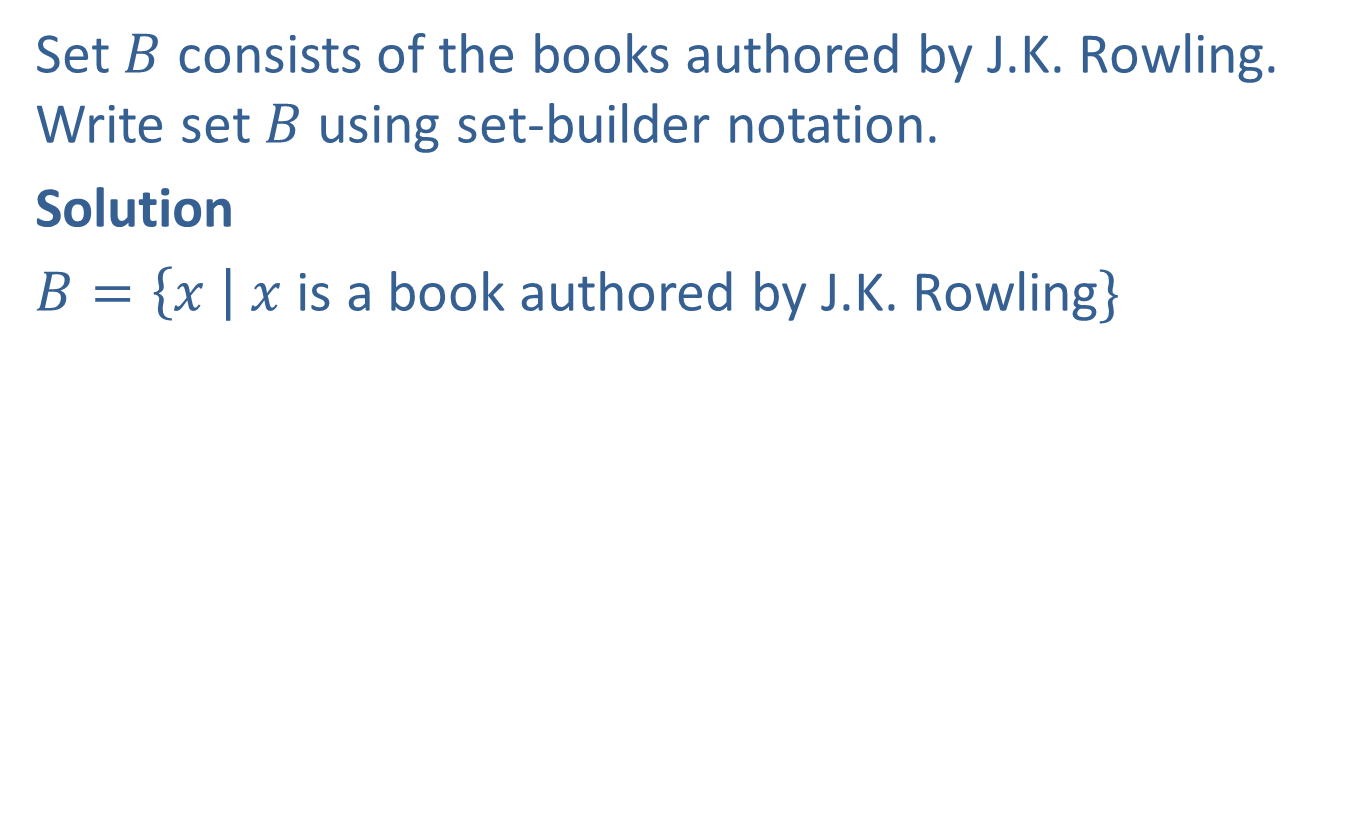 Set B consists of the books authored by J.K. Rowling.
Write set B using set-builder notation.
Solution
B = {x | x is a book authored by J.K. Rowling}